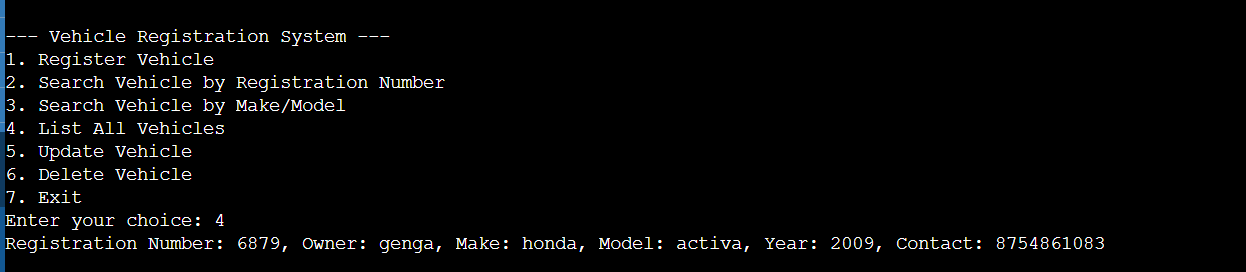 --- Vehicle Registration System ---
1. Register Vehicle
2. Search Vehicle by Registration Number
3. Search Vehicle by Make/Model
4. List All Vehicles
5. Update Vehicle
6. Delete Vehicle
7. Exit
Enter your choice: 4
Registration Number: 6879, Owner: genga, Make: honda, Model: activa, Year: 2009, Contact: 8754861083